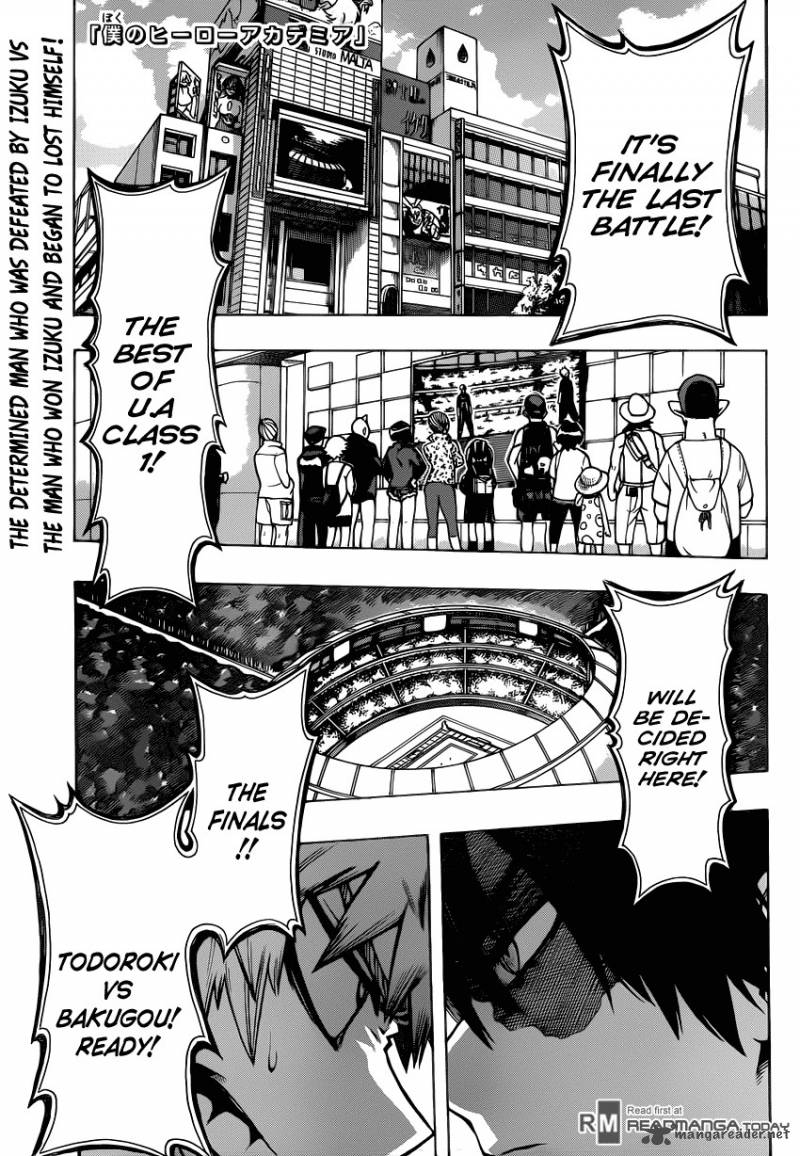 ぼく
『僕のヒーローアカデミア』
STUDIO MALTA
THE DETERMINED MAN WHO WAS DEFEATED BY IZUKU VS
THE MAN WHO WON IZUKU AND BEGAN TO LOST HIMSELF!
IT'S
FINALLY
THE LAST
BATTLE!
THE
BEST
OF
U.A
CLASS
1!
WILL
BE DE-
CIDED
RIGHT
HERE!
THE
FINALS
!!
TODOROKI
VS
BAKUGOU!
READY!
RM
Read first at
READMANGA.TODAY
mangareader.net